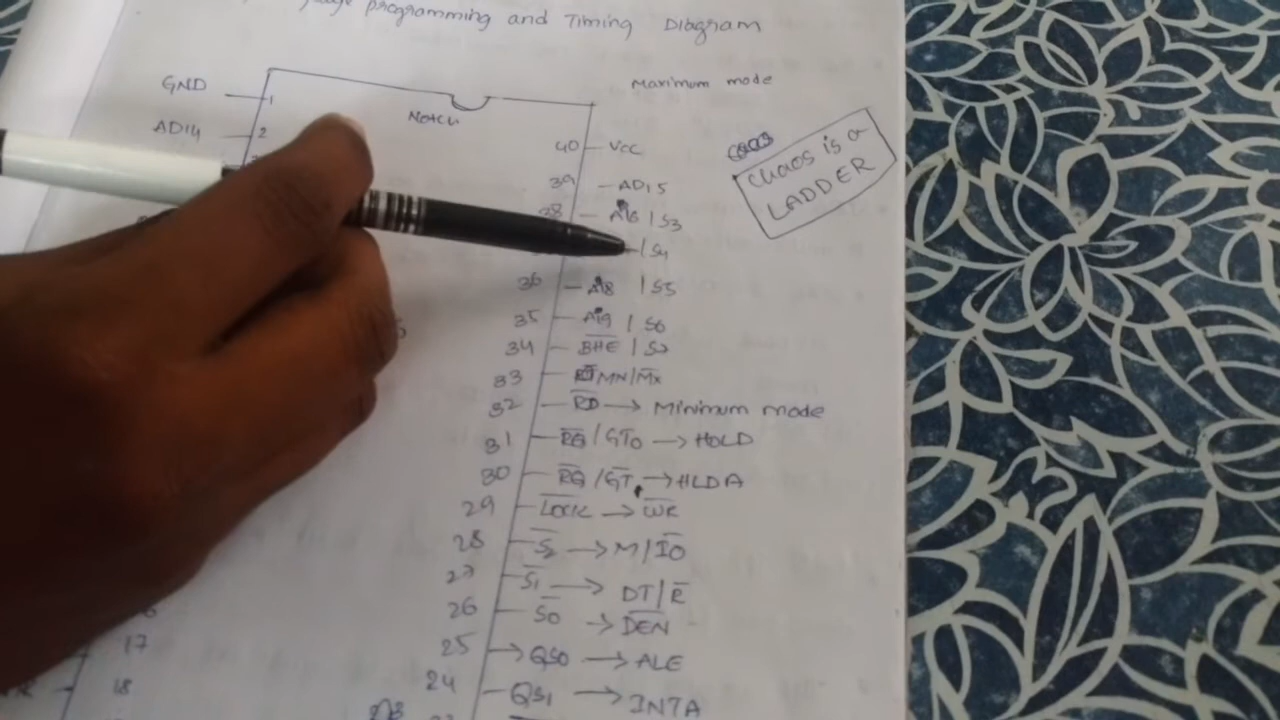 programming and Timing Diagram
Maximum mode
GND
1
Notch
AD14
2
40 Vcc
CHAOS is a
LADDER
39 AD15
38 A16 / S3
/ S4
36 A18 / S5
35 A19 / S6
34 BHE / S7
33 MN/Mx
32 RD → Minimum mode
31 RQ / GT0 → HOLD
30 RQ / GT1 → HLDA
29 LOCK → WR
28 S2 → M/IO
27 S1 → DT/R
26 S0 → DEN
25 QS0 → ALE
24 QS1 → INTA
17
18